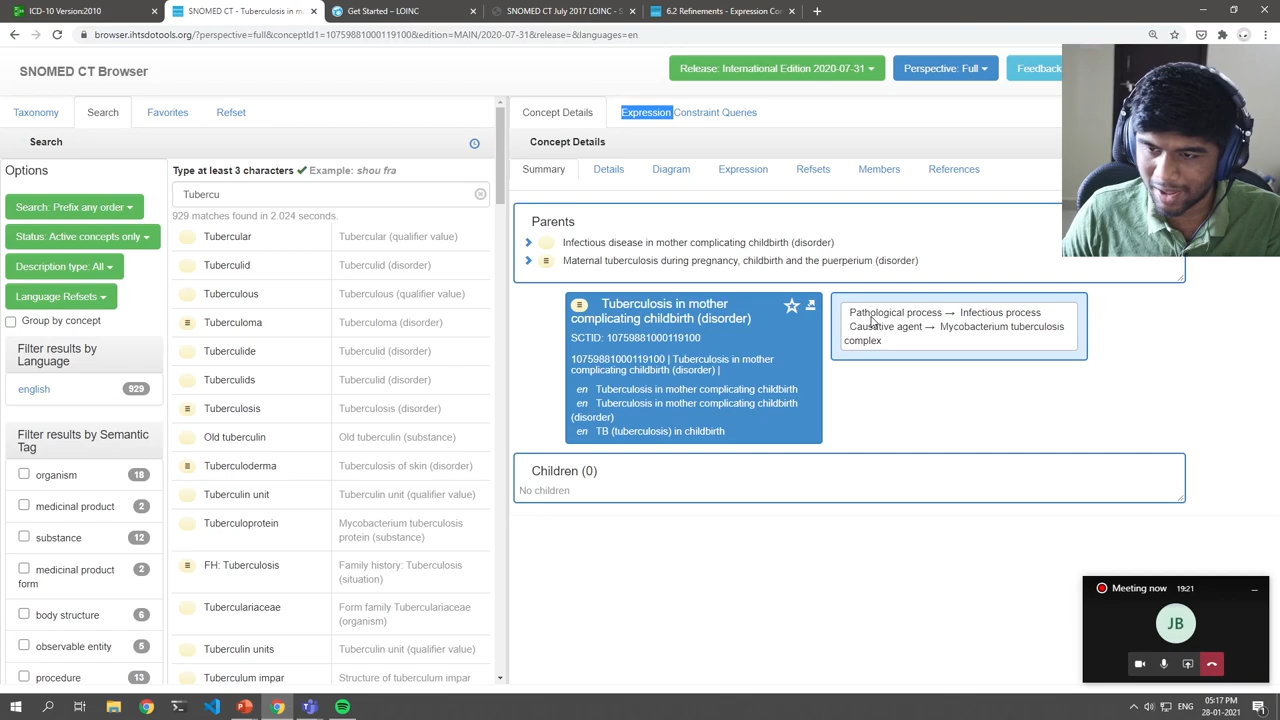 ICD-10 Version2010
SNOMED CT - Tuberculosis in m
Get Started – LOINC
SNOMED CT July 2017 LOINC - S
6.2 Refinements - Expression Con
browser.ihtsdotools.org/?perspective=full&conceptId1=10759881000119100&edition=MAIN/2020-07-31&release=&languages=en
SNOMED CT Browser
Release: International Edition 2020-07-31
Perspective: Full
Feedback
Taxonomy
Search
Favorites
Refset
Search
Options
Search: Prefix any order
Status: Active concepts only
Description type: All
Language Refsets
Group by concept
Filter results by
Language
english 929
Filter results by Semantic
Tag
organism 18
medicinal product 2
substance 12
medicinal product 2
form
body structure 6
observable entity 5
procedure 13
Type at least 3 characters Example: shou fra
Tubercu
929 matches found in 2.024 seconds.
Tubercular Tubercular (qualifier value)
Tuberculid Tuberculid (disorder)
Tuberculous Tuberculous (qualifier value)
Tuberculoma Tuberculoma (disorder)
Tuberculide Tuberculid (disorder)
Tuberculids Tuberculid (disorder)
Tuberculosis Tuberculosis (disorder)
Old tuberculin Old tuberculin (substance)
Tuberculoderma Tuberculosis of skin (disorder)
Tuberculin unit Tuberculin unit (qualifier value)
Tuberculoprotein Mycobacterium tuberculosis
protein (substance)
FH: Tuberculosis Family history: Tuberculosis
(situation)
Tuberculariaceae Form family Tuberculariaceae
(organism)
Tuberculin units Tuberculin unit (qualifier value)
Tuberculum impar Structure of tuberculum impar
Concept Details
Expression Constraint Queries
Concept Details
Summary
Details
Diagram
Expression
Refsets
Members
References
Parents
Infectious disease in mother complicating childbirth (disorder)
Maternal tuberculosis during pregnancy, childbirth and the puerperium (disorder)
Tuberculosis in mother
complicating childbirth (disorder)
SCTID: 10759881000119100
10759881000119100 | Tuberculosis in mother
complicating childbirth (disorder) |
en Tuberculosis in mother complicating childbirth
en Tuberculosis in mother complicating childbirth
(disorder)
en TB (tuberculosis) in childbirth
Pathological process → Infectious process
Causative agent → Mycobacterium tuberculosis
complex
Children (0)
No children
Meeting now 19:21
JB
ENG
05:17 PM
28-01-2021
1